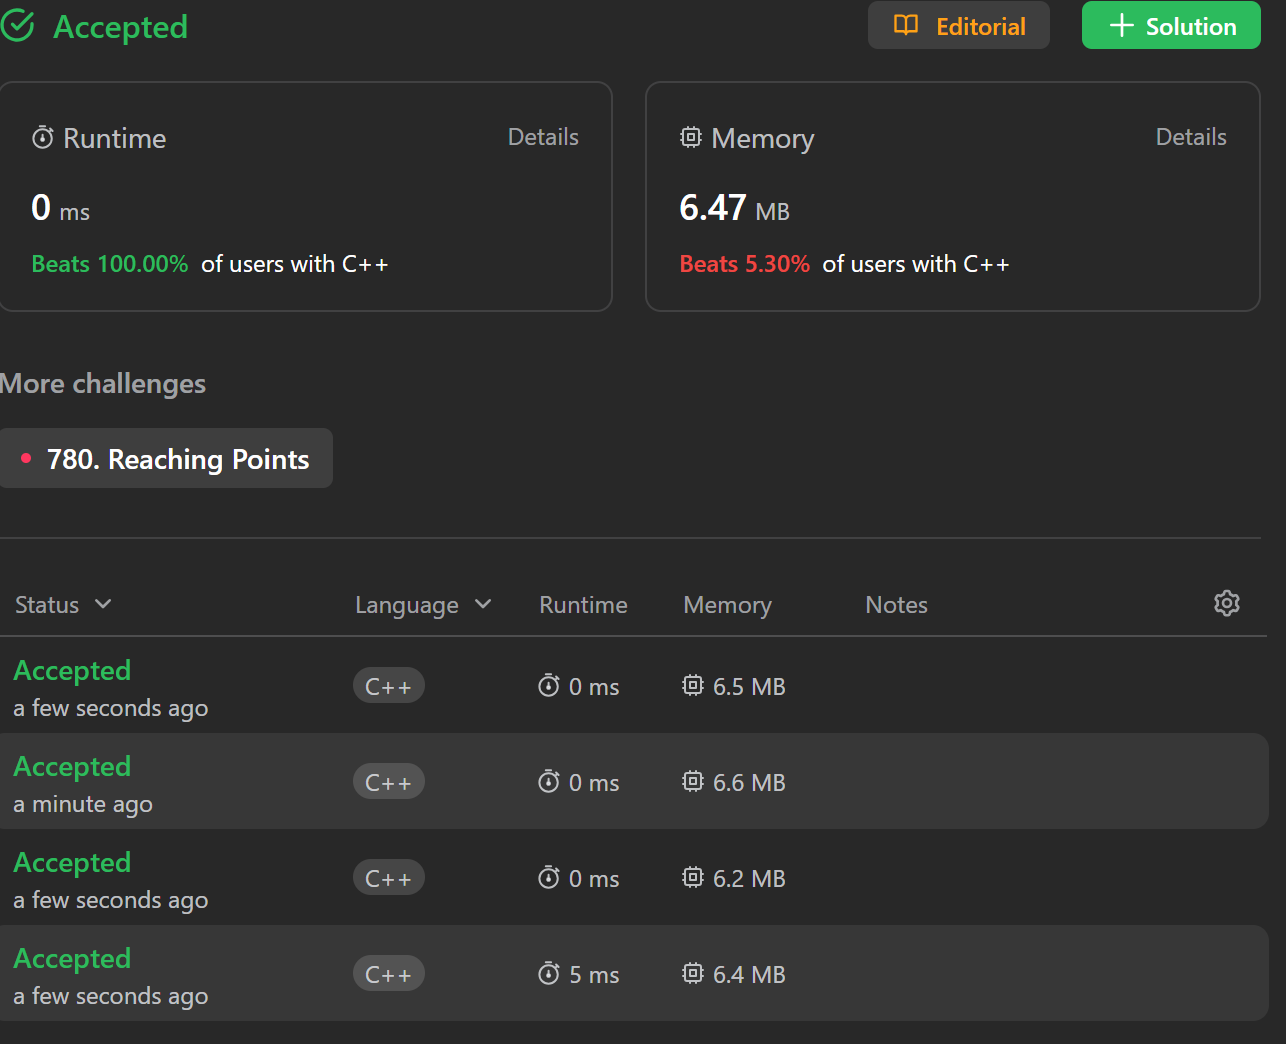 Accepted
Editorial
Solution
Runtime
Details
0 ms
Beats 100.00% of users with C++
Memory
Details
6.47 MB
Beats 5.30% of users with C++
More challenges
780. Reaching Points
Status Language Runtime Memory Notes
Accepted
a few seconds ago
C++ 0 ms 6.5 MB
Accepted
a minute ago
C++ 0 ms 6.6 MB
Accepted
a few seconds ago
C++ 0 ms 6.2 MB
Accepted
a few seconds ago
C++ 5 ms 6.4 MB